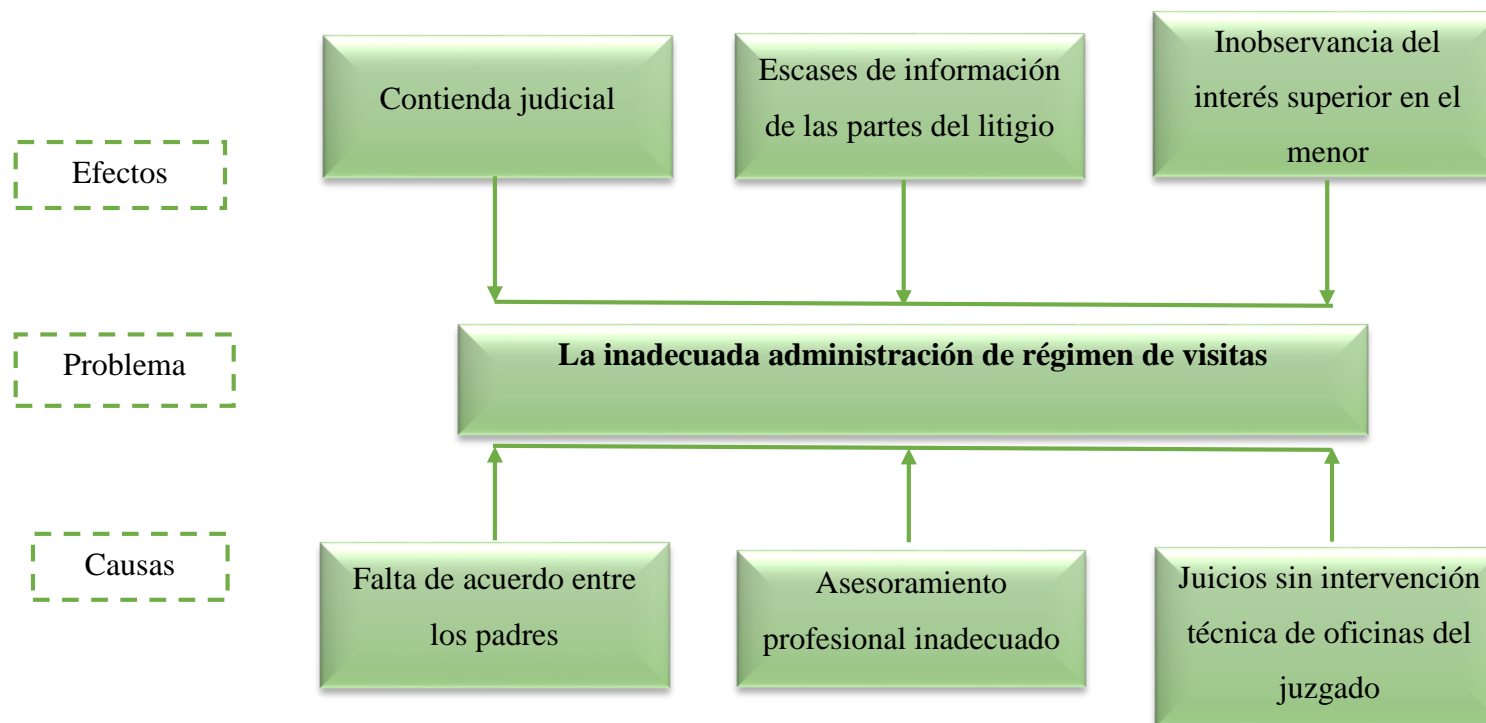 Efectos
Contienda judicial
Escases de información
de las partes del litigio
Inobservancia del
interés superior en el
menor
Problema
La inadecuada administración de régimen de visitas
Causas
Falta de acuerdo entre
los padres
Asesoramiento
profesional inadecuado
Juicios sin intervención
técnica de oficinas del
juzgado